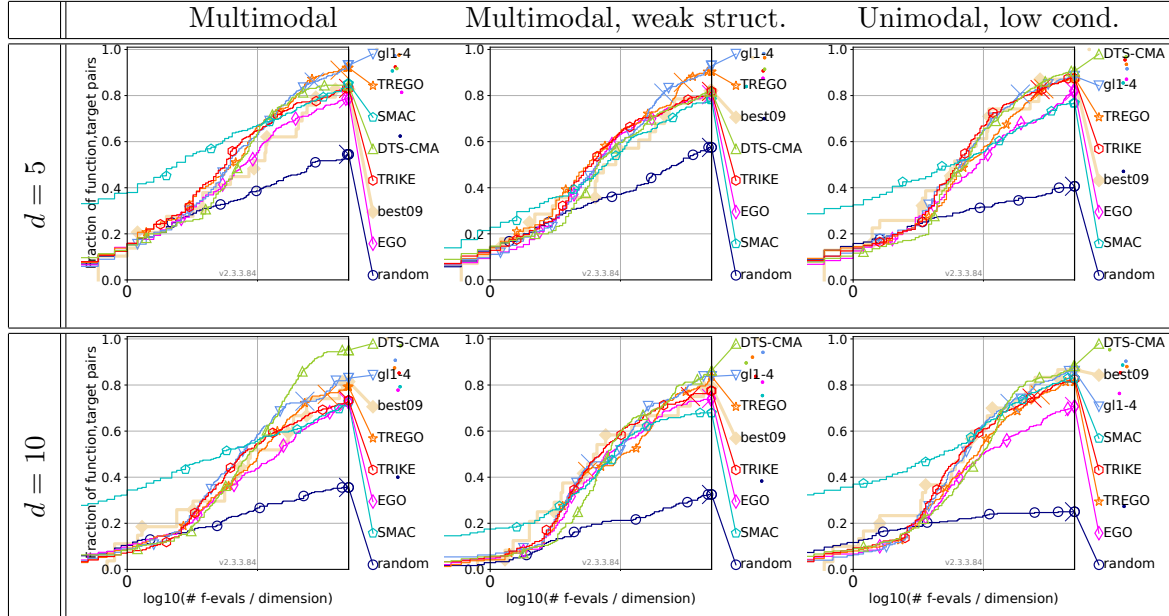 Multimodal
Multimodal, weak struct.
Unimodal, low cond.
d = 5
fraction of function,target pairs
1.0
0.8
0.6
0.4
0.2
0.0
0
v2.3.3.84
gl1-4
TREGO
SMAC
DTS-CMA
TRIKE
best09
EGO
random
1.0
0.8
0.6
0.4
0.2
0.0
0
v2.3.3.84
gl1-4
TREGO
best09
DTS-CMA
TRIKE
EGO
SMAC
random
1.0
0.8
0.6
0.4
0.2
0.0
0
v2.3.3.84
DTS-CMA
gl1-4
TREGO
TRIKE
best09
EGO
SMAC
random
d = 10
fraction of function,target pairs
1.0
0.8
0.6
0.4
0.2
0.0
0
v2.3.3.84
log10(# f-evals / dimension)
DTS-CMA
gl1-4
best09
TREGO
TRIKE
EGO
SMAC
random
1.0
0.8
0.6
0.4
0.2
0.0
0
v2.3.3.84
log10(# f-evals / dimension)
DTS-CMA
gl1-4
TREGO
best09
TRIKE
EGO
SMAC
random
1.0
0.8
0.6
0.4
0.2
0.0
0
v2.3.3.84
log10(# f-evals / dimension)
DTS-CMA
best09
gl1-4
SMAC
TRIKE
TREGO
EGO
random